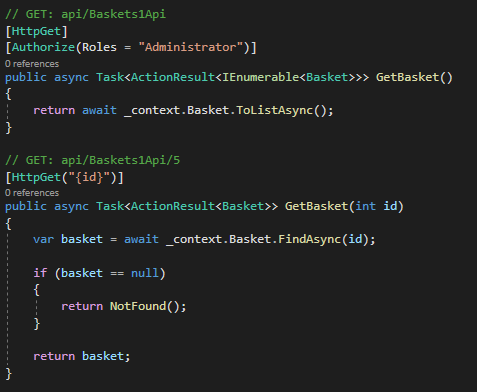 // GET: api/Baskets1Api
[HttpGet]
[Authorize(Roles = "Administrator")]
0 references
public async Task<ActionResult<IEnumerable<Basket>>> GetBasket()
{
return await _context.Basket.ToListAsync();
}
// GET: api/Baskets1Api/5
[HttpGet("{id}")]
0 references
public async Task<ActionResult<Basket>> GetBasket(int id)
{
var basket = await _context.Basket.FindAsync(id);
if (basket == null)
{
return NotFound();
}
return basket;
}